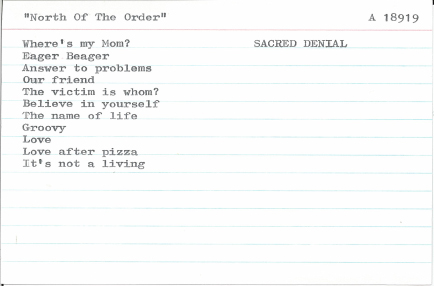 "North Of The Order" A 18919
Where's my Mom? SACRED DENIAL
Eager Beager
Answer to problems
Our friend
The victim is whom?
Believe in yourself
The name of life
Groovy
Love
Love after pizza
It's not a living